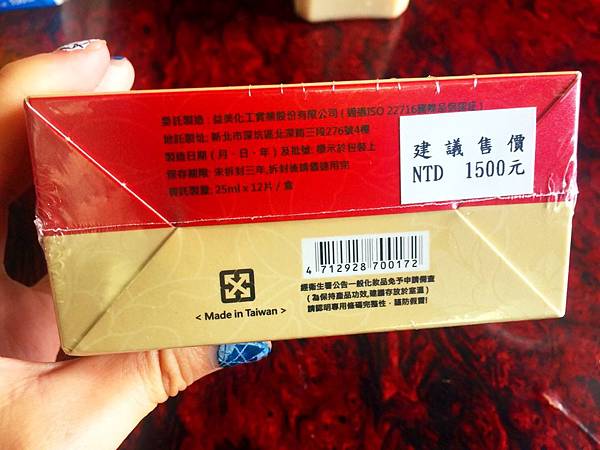 委託製造 : 益美化工實業股份有限公司 ( 通過ISO 22716國際品保認証 )
地址: 新北市深坑區北深路三段276號4樓
製造日期 ( 月、日、年 ) 及批號: 標示於包裝上
保存期限: 未拆封三年,拆封後請儘速用完
25ml x 12片 / 盒
建議售價
NTD 1500元
4 712928 700172
經衛生署公告一般化妝品免予申請備查
( 為保持產品功效,建議存放於室溫 )
請認明專用條碼完整性，謹防假冒!
< Made in Taiwan >